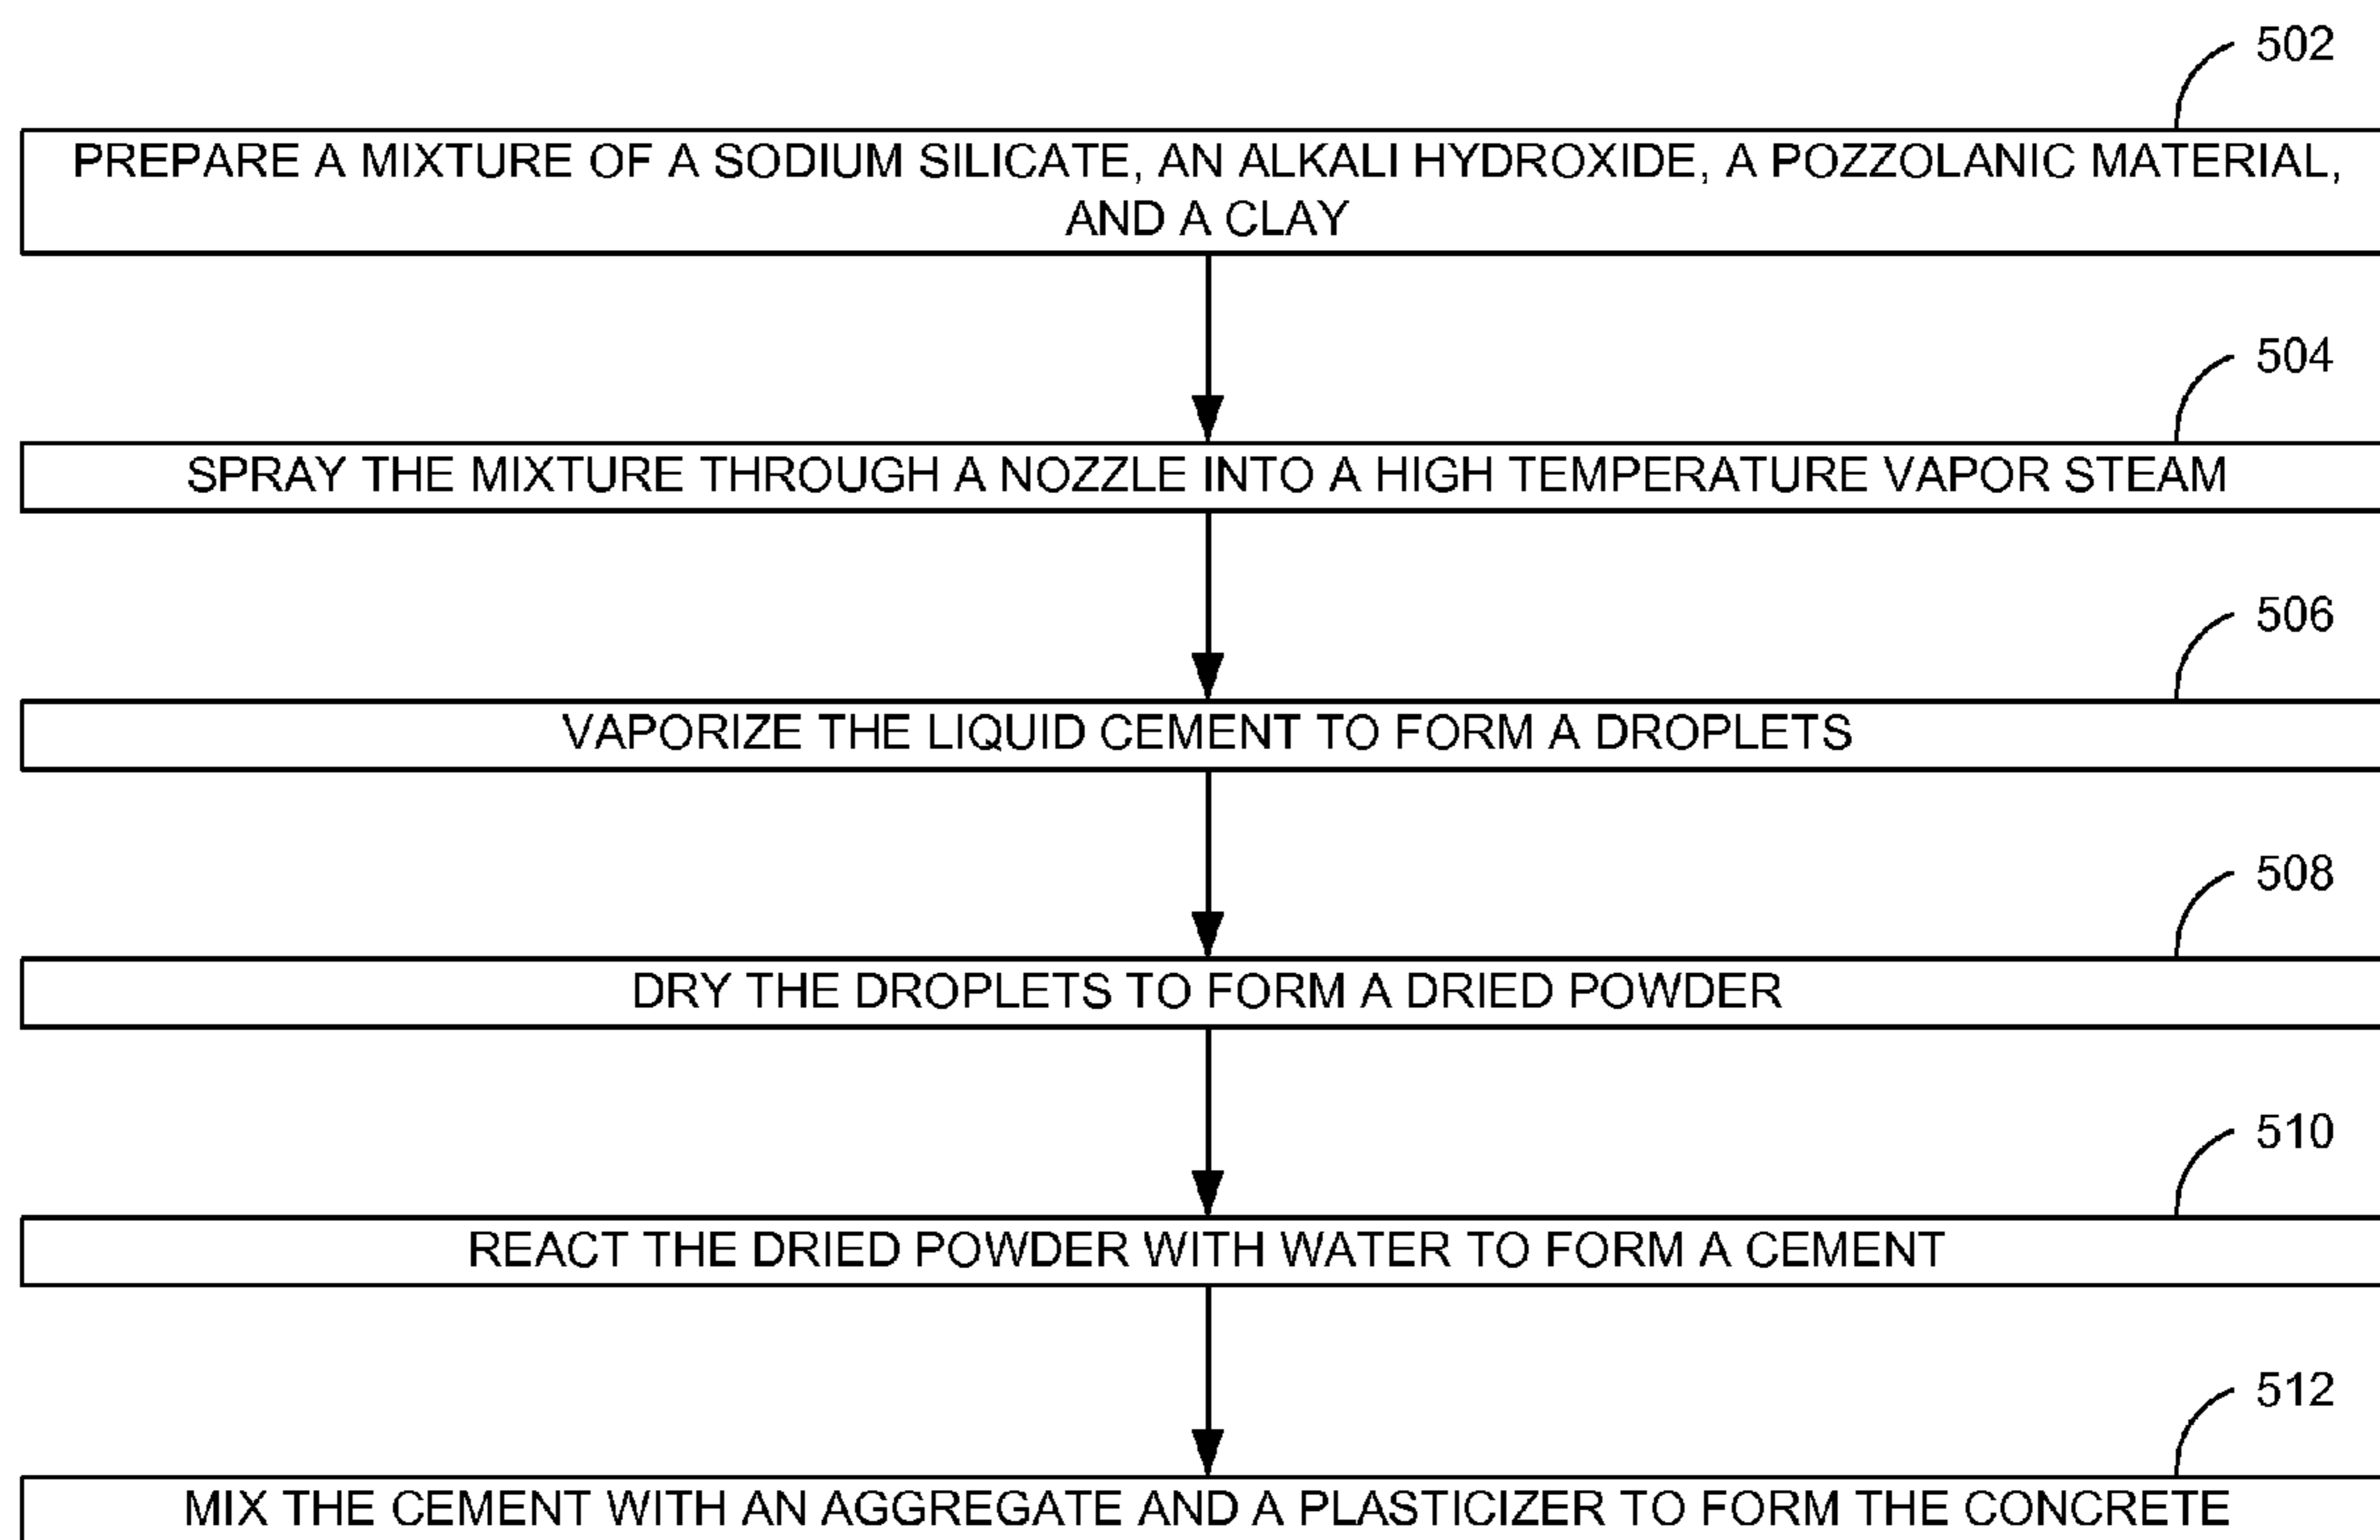 502
PREPARE A MIXTURE OF A SODIUM SILICATE, AN ALKALI HYDROXIDE, A POZZOLANIC MATERIAL,
AND A CLAY
504
SPRAY THE MIXTURE THROUGH A NOZZLE INTO A HIGH TEMPERATURE VAPOR STEAM
506
VAPORIZE THE LIQUID CEMENT TO FORM A DROPLETS
508
DRY THE DROPLETS TO FORM A DRIED POWDER
510
REACT THE DRIED POWDER WITH WATER TO FORM A CEMENT
512
MIX THE CEMENT WITH AN AGGREGATE AND A PLASTICIZER TO FORM THE CONCRETE